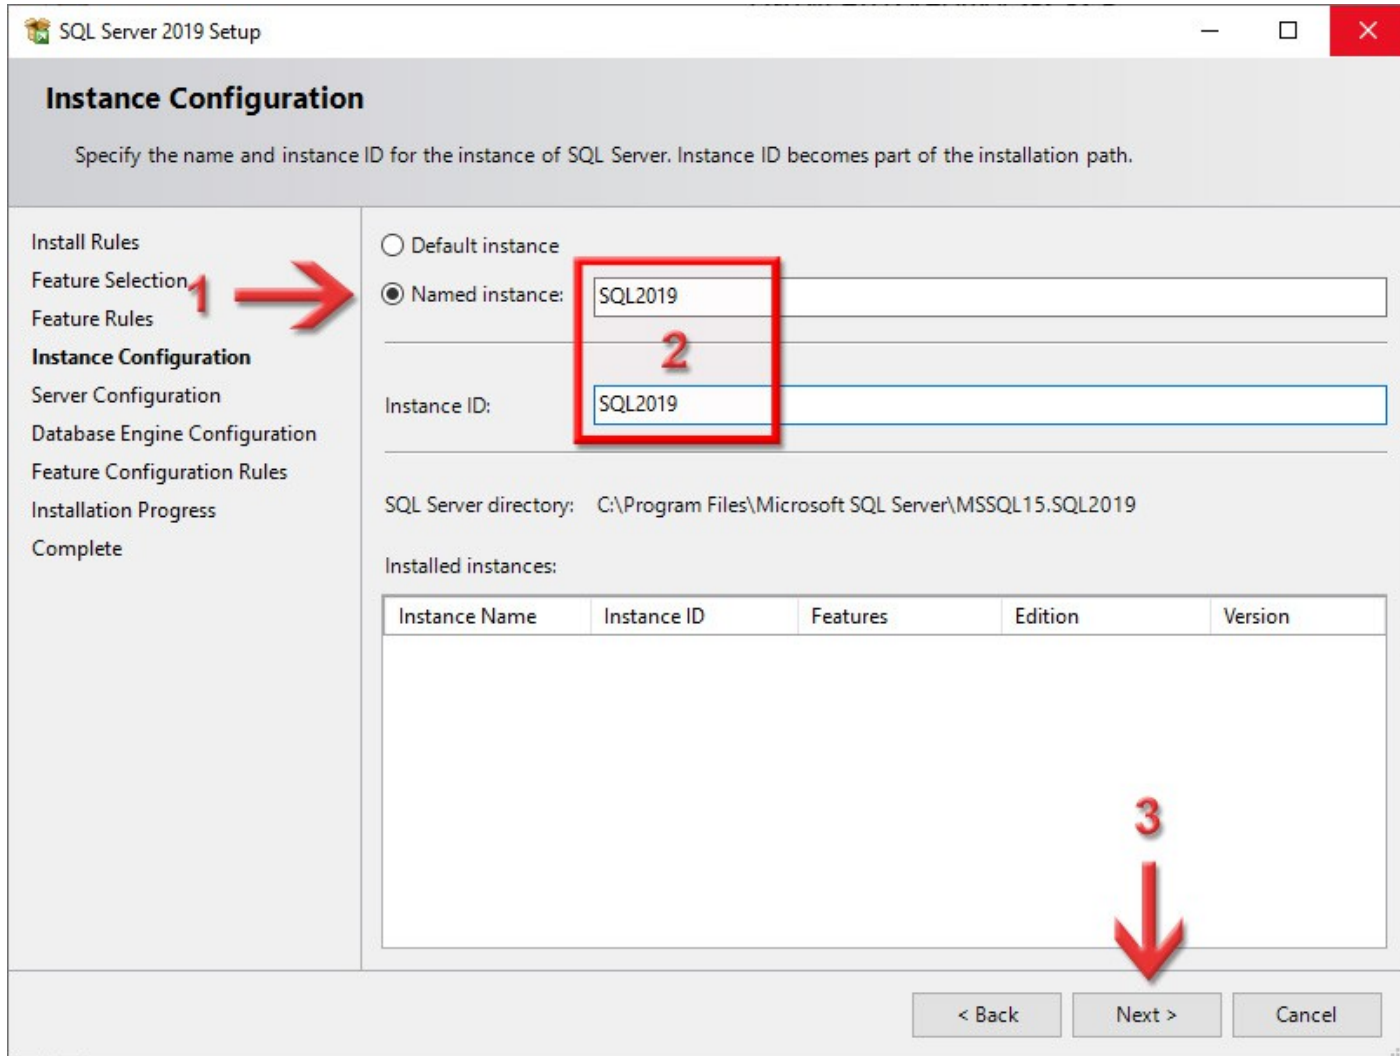 SQL Server 2019 Setup
Instance Configuration
Specify the name and instance ID for the instance of SQL Server. Instance ID becomes part of the installation path.
Install Rules
Feature Selection
Feature Rules
Instance Configuration
Server Configuration
Database Engine Configuration
Feature Configuration Rules
Installation Progress
Complete
1
Default instance
Named instance: SQL2019
2
Instance ID: SQL2019
SQL Server directory: C:\Program Files\Microsoft SQL Server\MSSQL15.SQL2019
Installed instances:
Instance Name Instance ID Features Edition Version
3
< Back Next > Cancel